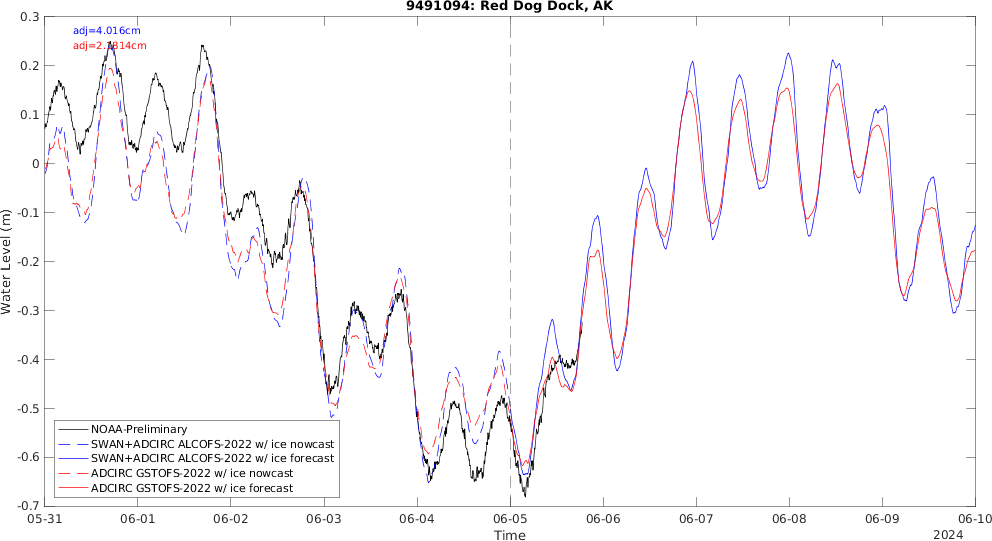 9491094: Red Dog Dock, AK
adj=4.016cm
0.3
0.2
0.1
0
-0.1
-0.2
-0.3
-0.4
-0.5
-0.6
-0.7
Water Level (m)
NOAA-Preliminary
SWAN+ADCIRC ALCOFS-2022 w/ ice nowcast
SWAN+ADCIRC ALCOFS-2022 w/ ice forecast
ADCIRC GSTOFS-2022 w/ ice nowcast
ADCIRC GSTOFS-2022 w/ ice forecast
05-31 06-01 06-02 06-03 06-04 06-05 06-06 06-07 06-08 06-09 06-10
Time
2024